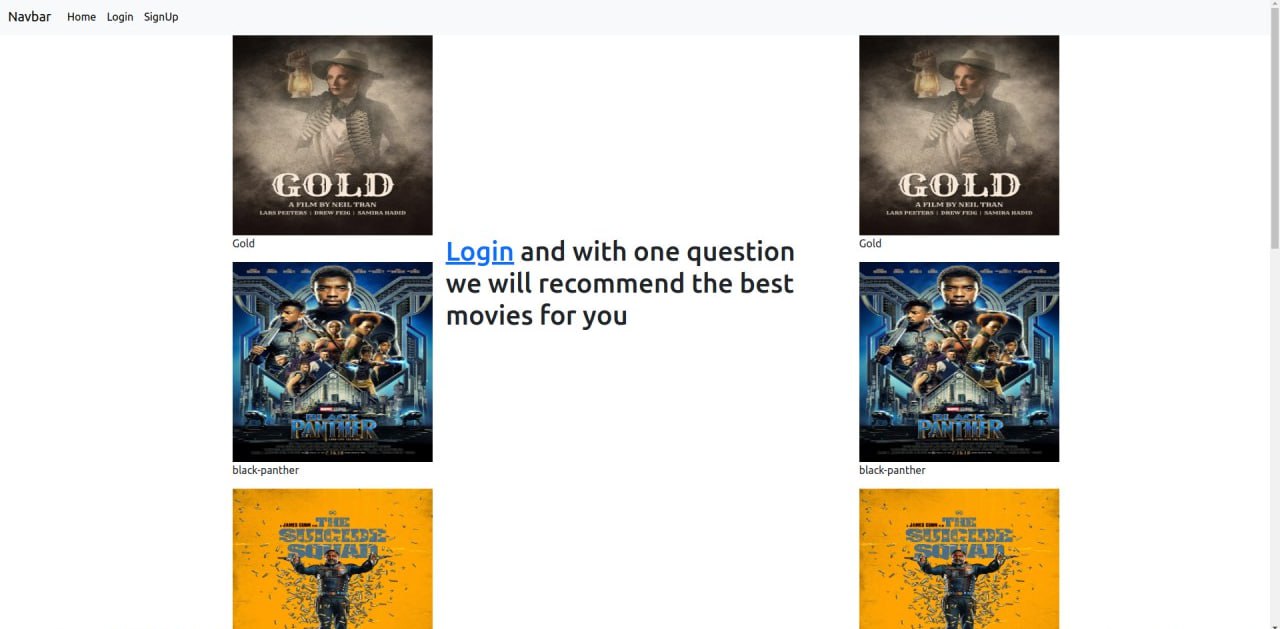 Navbar Home Login SignUp
GOLD
A FILM BY NEIL TRAN
LARS PEETERS | DREW FEIG | SAMIRA HADID
Gold
BLACK
PANTHER
black-panther
JAMES GUNN
THE
SUICIDE
SQUAD
Login and with one question
we will recommend the best
movies for you
GOLD
A FILM BY NEIL TRAN
LARS PEETERS | DREW FEIG | SAMIRA HADID
Gold
BLACK
PANTHER
black-panther
JAMES GUNN
THE
SUICIDE
SQUAD